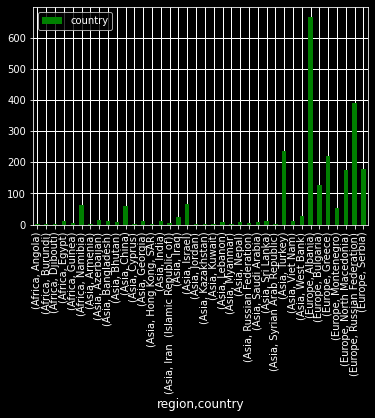 country
600
500
400
300
200
100
0
(Africa, Angola)
(Africa, Burundi)
(Africa, Djibouti)
(Africa, Egypt)
(Africa, Guinea)
(Africa, Namibia)
(Asia, Armenia)
(Asia, Azerbaijan)
(Asia, Bangladesh)
(Asia, Bhutan)
(Asia, China)
(Asia, Cyprus)
(Asia, Georgia)
(Asia, Hong Kong, SAR)
(Asia, India)
(Asia, Iran (Islamic Republic of))
(Asia, Iraq)
(Asia, Israel)
(Asia, Jordan)
(Asia, Kazakhstan)
(Asia, Kuwait)
(Asia, Lebanon)
(Asia, Myanmar)
(Asia, Nepal)
(Asia, Russian Federation)
(Asia, Saudi Arabia)
(Asia, Sri Lanka)
(Asia, Syrian Arab Republic)
(Asia, Turkey)
(Asia, Viet Nam)
(Asia, West Bank)
(Europe, Albania)
(Europe, Bulgaria)
(Europe, Greece)
(Europe, Montenegro)
(Europe, North Macedonia)
(Europe, Russian Federation)
(Europe, Serbia)
region,country